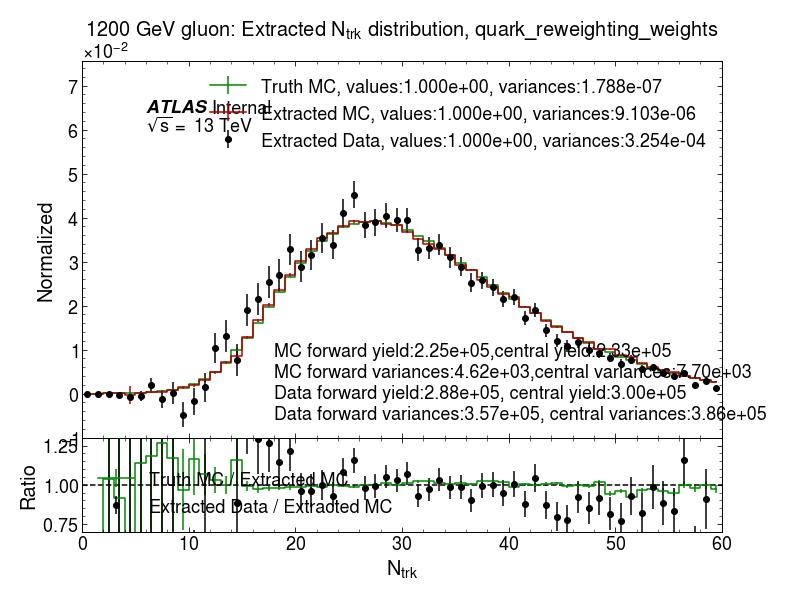 1200 GeV gluon: Extracted Ntrk distribution, quark_reweighting_weights
×10−2
Truth MC, values:1.000e+00, variances:1.788e-07
ATLAS Internal
Extracted MC, values:1.000e+00, variances:9.103e-06
√s = 13 TeV
Extracted Data, values:1.000e+00, variances:3.254e-04
7
6
5
4
3
2
1
0
−1
Normalized
MC forward yield:2.25e+05,central yield:2.33e+05
MC forward variances:4.62e+03,central variances:7.70e+03
Data forward yield:2.88e+05, central yield:3.00e+05
Data forward variances:3.57e+05, central variances:3.86e+05
1.25
1.00
0.75
Ratio
Truth MC / Extracted MC
Extracted Data / Extracted MC
0 10 20 30 40 50 60
Ntrk